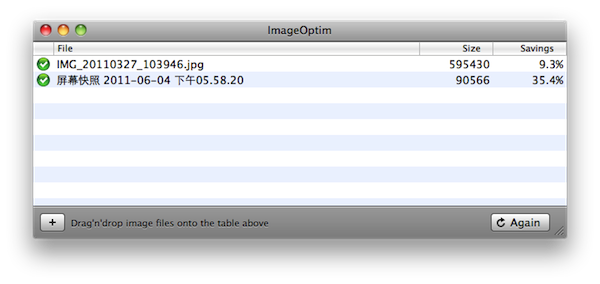 ImageOptim
File Size Savings
IMG_20110327_103946.jpg 595430 9.3%
屏幕快照 2011-06-04 下午05.58.20 90566 35.4%
+ Drag'n'drop image files onto the table above Again